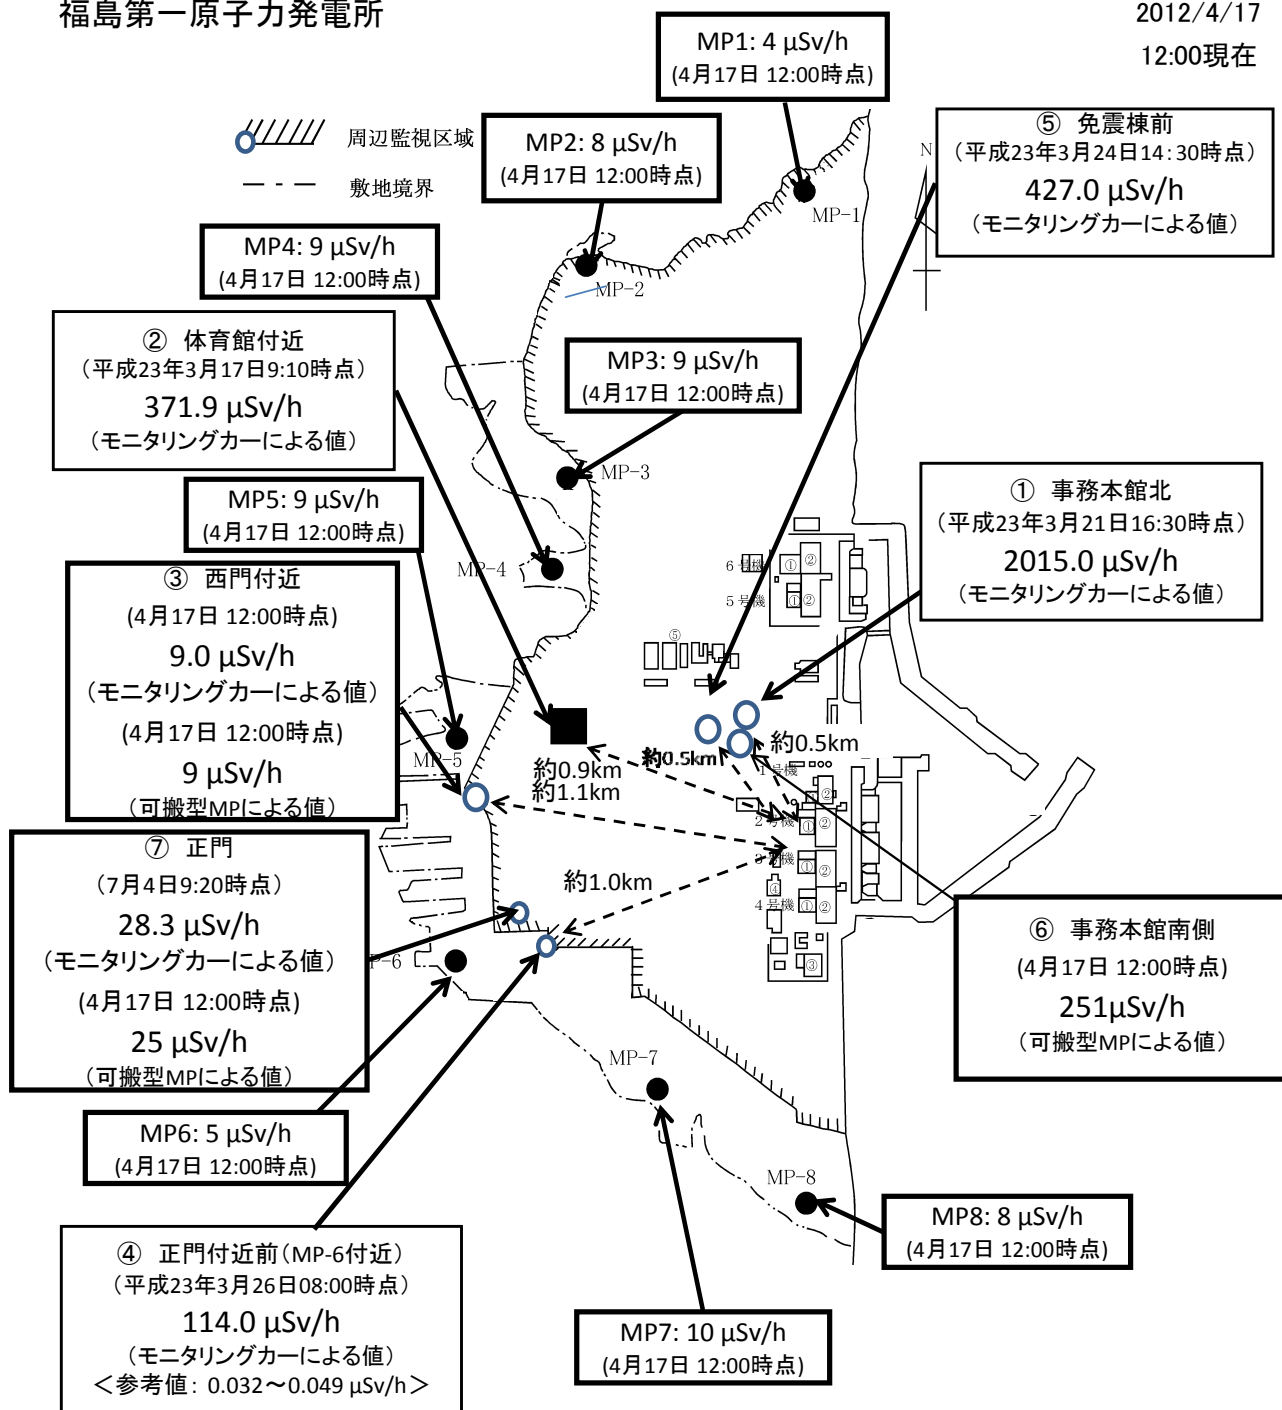 福島第一原子力発電所
2012/4/17
12:00現在
周辺監視区域
敷地境界
N
MP1: 4 μSv/h
(4月17日 12:00時点)
MP2: 8 μSv/h
(4月17日 12:00時点)
⑤ 免震棟前
(平成23年3月24日14:30時点)
427.0 μSv/h
(モニタリングカーによる値)
MP-1
MP4: 9 μSv/h
(4月17日 12:00時点)
MP-2
② 体育館付近
(平成23年3月17日9:10時点)
371.9 μSv/h
(モニタリングカーによる値)
MP3: 9 μSv/h
(4月17日 12:00時点)
MP-3
MP5: 9 μSv/h
(4月17日 12:00時点)
① 事務本館北
(平成23年3月21日16:30時点)
2015.0 μSv/h
(モニタリングカーによる値)
MP-4
6号機
① ②
5号機
① ②
⑤
③ 西門付近
(4月17日 12:00時点)
9.0 μSv/h
(モニタリングカーによる値)
(4月17日 12:00時点)
9 μSv/h
(可搬型MPによる値)
MP-5
約0.9km
約1.1km
約0.5km
約0.5km
1号機
②
2号機
① ②
3号機
① ②
④
4号機
① ②
③
約1.0km
⑦ 正門
(7月4日9:20時点)
28.3 μSv/h
(モニタリングカーによる値)
(4月17日 12:00時点)
25 μSv/h
(可搬型MPによる値)
P-6
⑥ 事務本館南側
(4月17日 12:00時点)
251μSv/h
(可搬型MPによる値)
MP-7
MP6: 5 μSv/h
(4月17日 12:00時点)
MP-8
MP8: 8 μSv/h
(4月17日 12:00時点)
④ 正門付近前(MP-6付近)
(平成23年3月26日08:00時点)
114.0 μSv/h
(モニタリングカーによる値)
<参考値: 0.032~0.049 μSv/h>
MP7: 10 μSv/h
(4月17日 12:00時点)